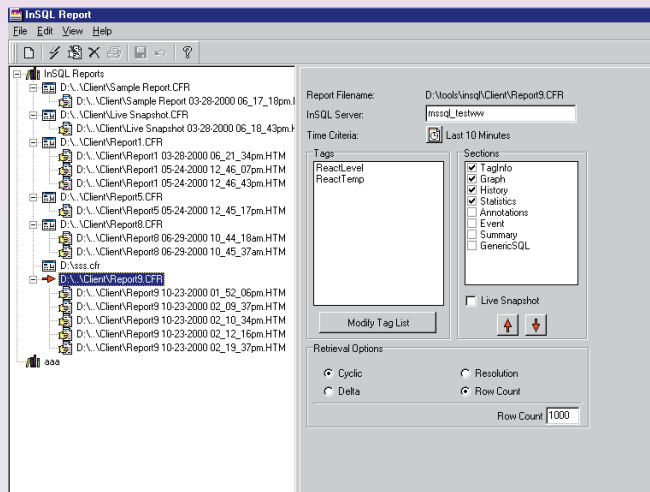 InSQL Report
File Edit View Help
InSQL Reports
D:\..\Client\Sample Report.CFR
D:\..\Client\Sample Report 03-28-2000 06_17_18pm.
D:\..\Client\Live Snapshot.CFR
D:\..\Client\Live Snapshot 03-28-2000 06_18_43pm.
D:\..\Client\Report1.CFR
D:\..\Client\Report1 03-28-2000 06_21_34pm.HTM
D:\..\Client\Report1 05-24-2000 12_46_07pm.HTM
D:\..\Client\Report1 05-24-2000 12_46_43pm.HTM
D:\..\Client\Report5.CFR
D:\..\Client\Report5 05-24-2000 12_45_17pm.HTM
D:\..\Client\Report8.CFR
D:\..\Client\Report8 06-29-2000 10_44_18am.HTM
D:\..\Client\Report8 06-29-2000 10_45_37am.HTM
D:\sss.cfr
D:\..\Client\Report9.CFR
D:\..\Client\Report9 10-23-2000 01_52_06pm.HTM
D:\..\Client\Report9 10-23-2000 02_09_37pm.HTM
D:\..\Client\Report9 10-23-2000 02_10_34pm.HTM
D:\..\Client\Report9 10-23-2000 02_12_16pm.HTM
D:\..\Client\Report9 10-23-2000 02_19_37pm.HTM
aaa
Report Filename: D:\tools\insql\Client\Report9.CFR
InSQL Server: mssql_testww
Time Criteria: Last 10 Minutes
Tags
ReactLevel
ReactTemp
Modify Tag List
Sections
TagInfo
Graph
History
Statistics
Annotations
Event
Summary
GenericSQL
Live Snapshot
Retrieval Options
Cyclic Resolution
Delta Row Count
Row Count 1000